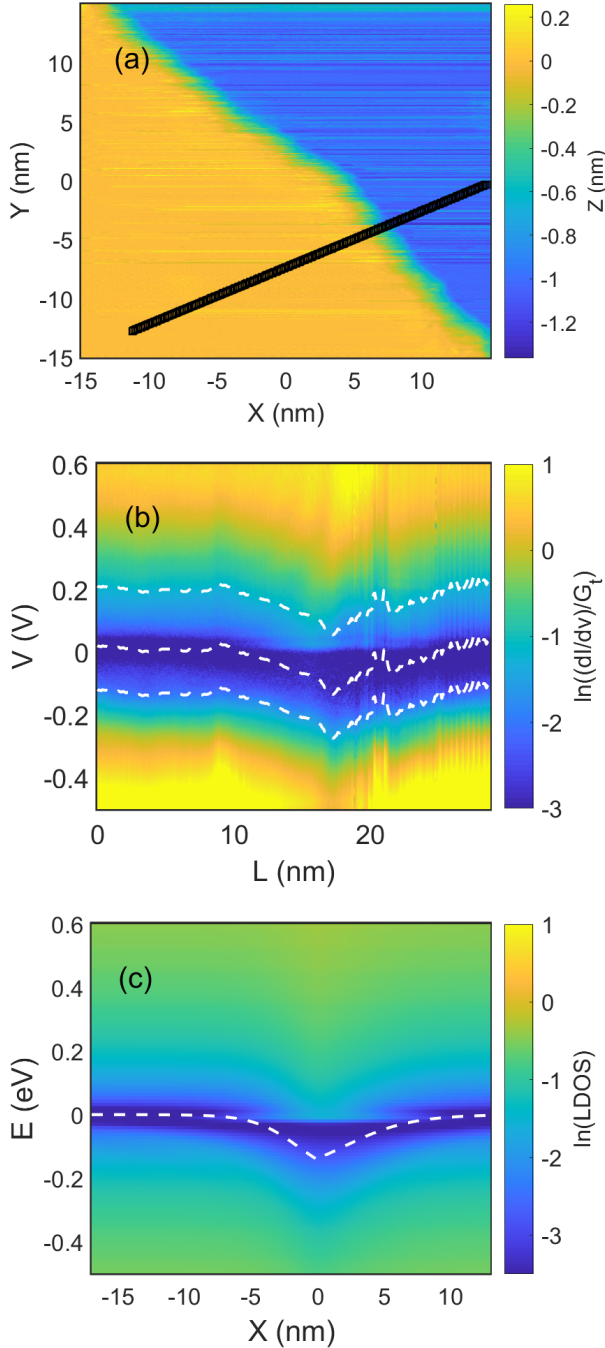 (a)
10
5
0
-5
-10
-15
Y (nm)
-15 -10 -5 0 5 10
X (nm)
0.2
0
-0.2
-0.4
-0.6
-0.8
-1
-1.2
Z (nm)
(b)
0.6
0.4
0.2
0
-0.2
-0.4
V (V)
0 10 20
L (nm)
1
0
-1
-2
-3
ln((dI/dv)/Gt)
(c)
0.6
0.4
0.2
0
-0.2
-0.4
E (eV)
-15 -10 -5 0 5 10
X (nm)
1
0
-1
-2
-3
ln(LDOS)